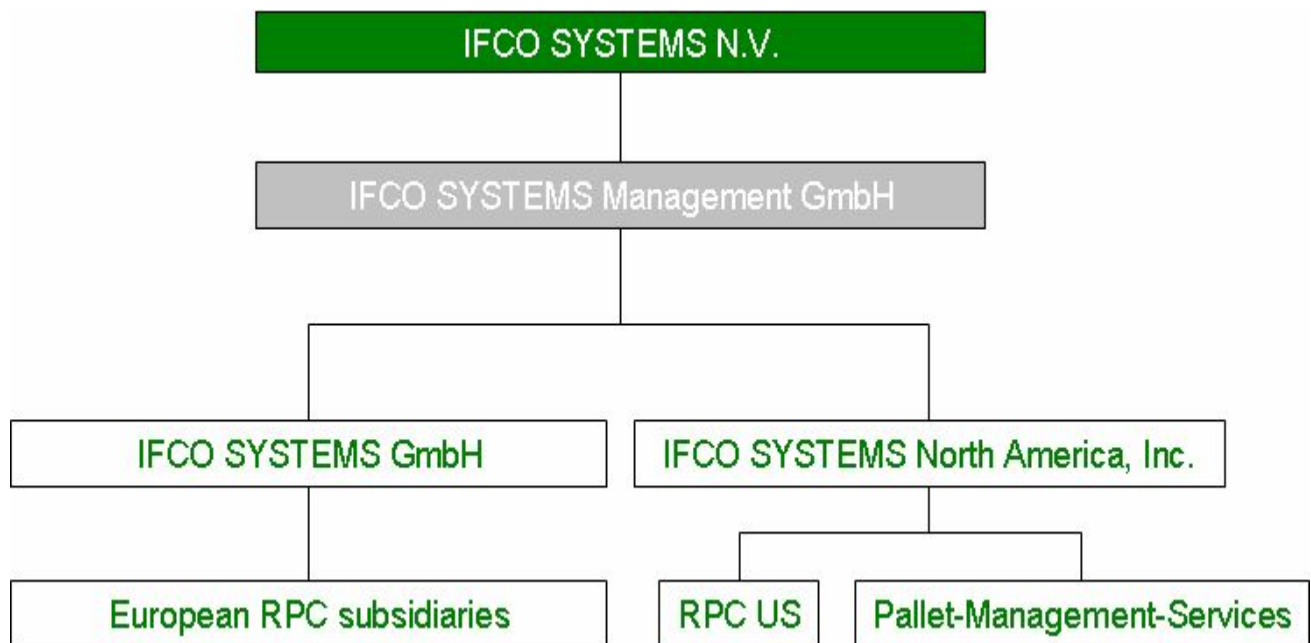 IFCO SYSTEMS N.V.
IFCO SYSTEMS Management GmbH
IFCO SYSTEMS GmbH
IFCO SYSTEMS North America, Inc.
European RPC subsidiaries
RPC US
Pallet-Management-Services